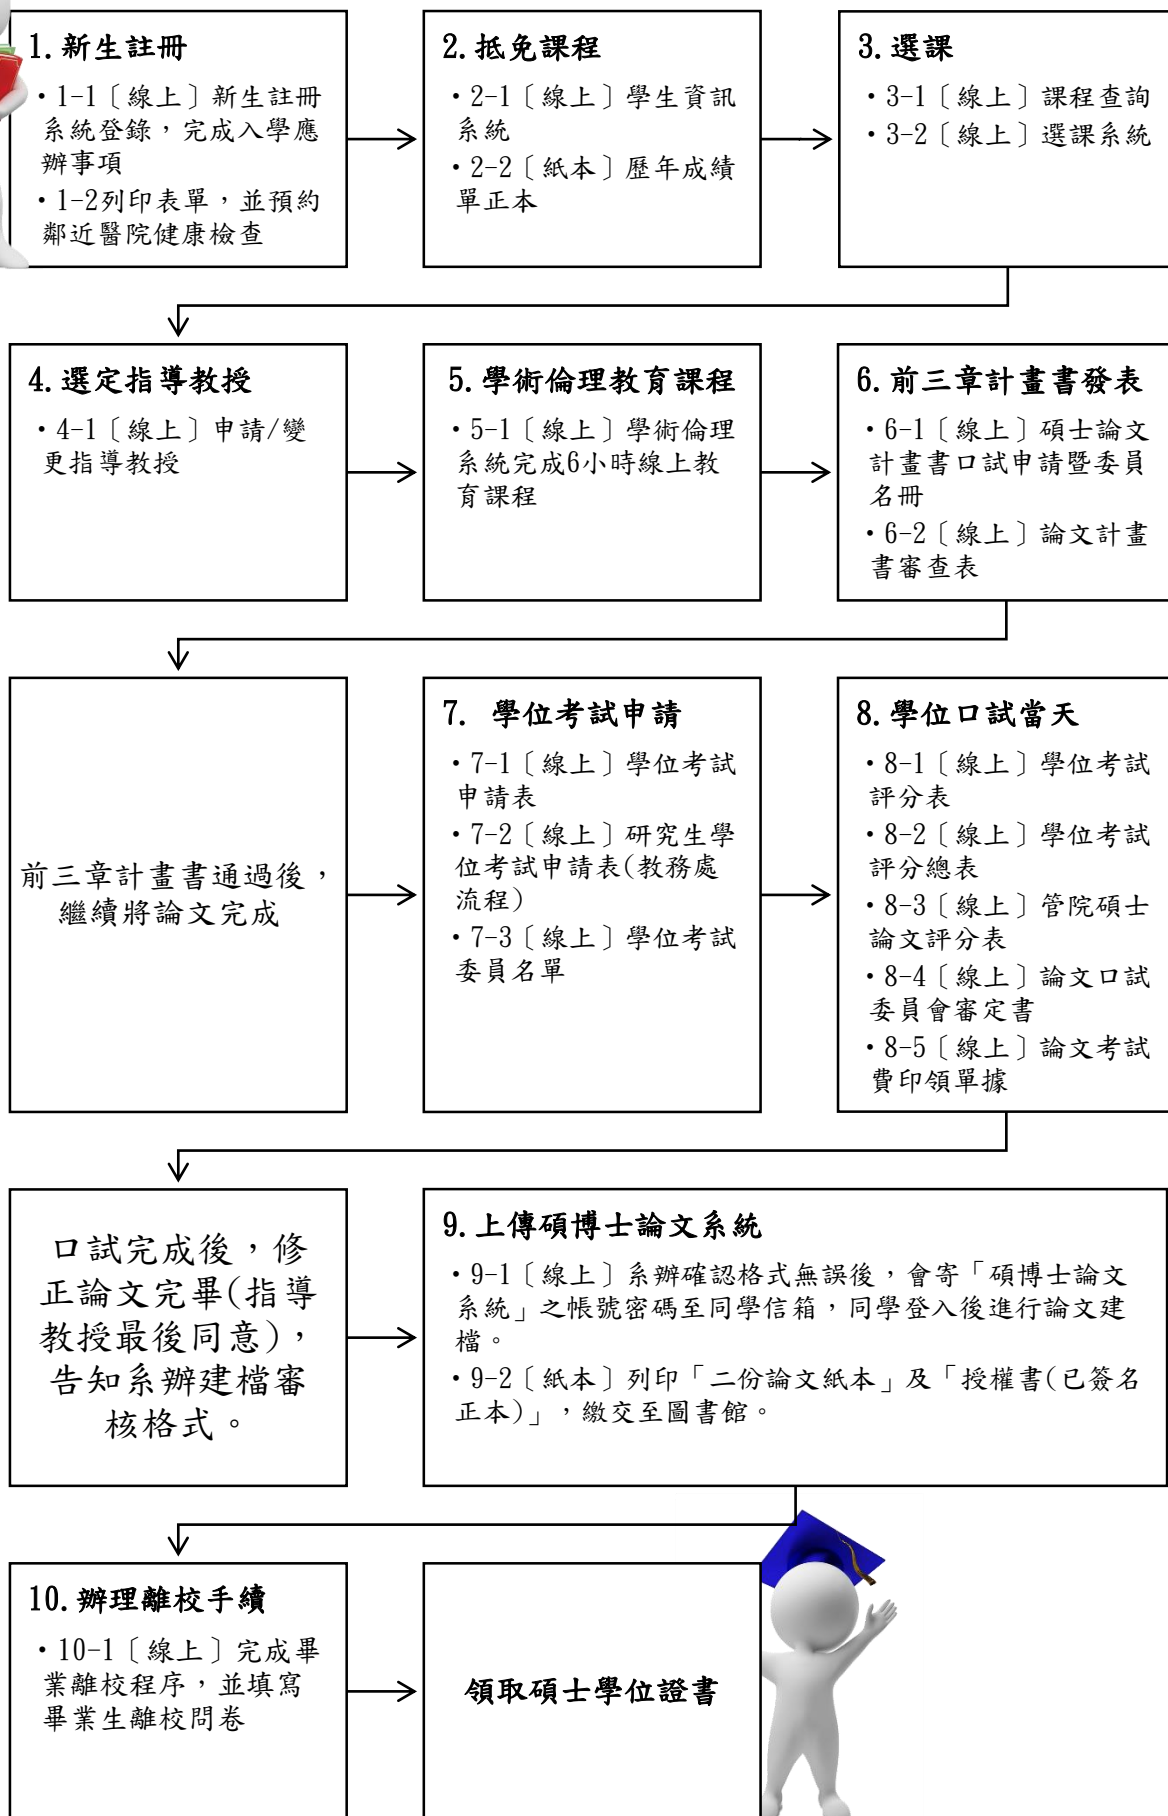 1.新生註冊
・1-1〔線上〕新生註冊
系統登錄，完成入學應
辦事項
・1-2列印表單，並預約
鄰近醫院健康檢查
2.抵免課程
・2-1〔線上〕學生資訊
系統
・2-2〔紙本〕歷年成績
單正本
3.選課
・3-1〔線上〕課程查詢
・3-2〔線上〕選課系統
4.選定指導教授
・4-1〔線上〕申請/變
更指導教授
5.學術倫理教育課程
・5-1〔線上〕學術倫理
系統完成6小時線上教
育課程
6.前三章計畫書發表
・6-1〔線上〕碩士論文
計畫書口試申請暨委員
名冊
・6-2〔線上〕論文計畫
書審查表
前三章計畫書通過後，
繼續將論文完成
7. 學位考試申請
・7-1〔線上〕學位考試
申請表
・7-2〔線上〕研究生學
位考試申請表(教務處
流程)
・7-3〔線上〕學位考試
委員名單
8.學位口試當天
・8-1〔線上〕學位考試
評分表
・8-2〔線上〕學位考試
評分總表
・8-3〔線上〕管院碩士
論文評分表
・8-4〔線上〕論文口試
委員會審定書
・8-5〔線上〕論文考試
費印領單據
口試完成後，修
正論文完畢(指導
教授最後同意)，
告知系辦建檔審
核格式。
9.上傳碩博士論文系統
・9-1〔線上〕系辦確認格式無誤後，會寄「碩博士論文
系統」之帳號密碼至同學信箱，同學登入後進行論文建
檔。
・9-2〔紙本〕列印「二份論文紙本」及「授權書(已簽名
正本)」，繳交至圖書館。
10.辦理離校手續
・10-1〔線上〕完成畢
業離校程序，並填寫
畢業生離校問卷
領取碩士學位證書